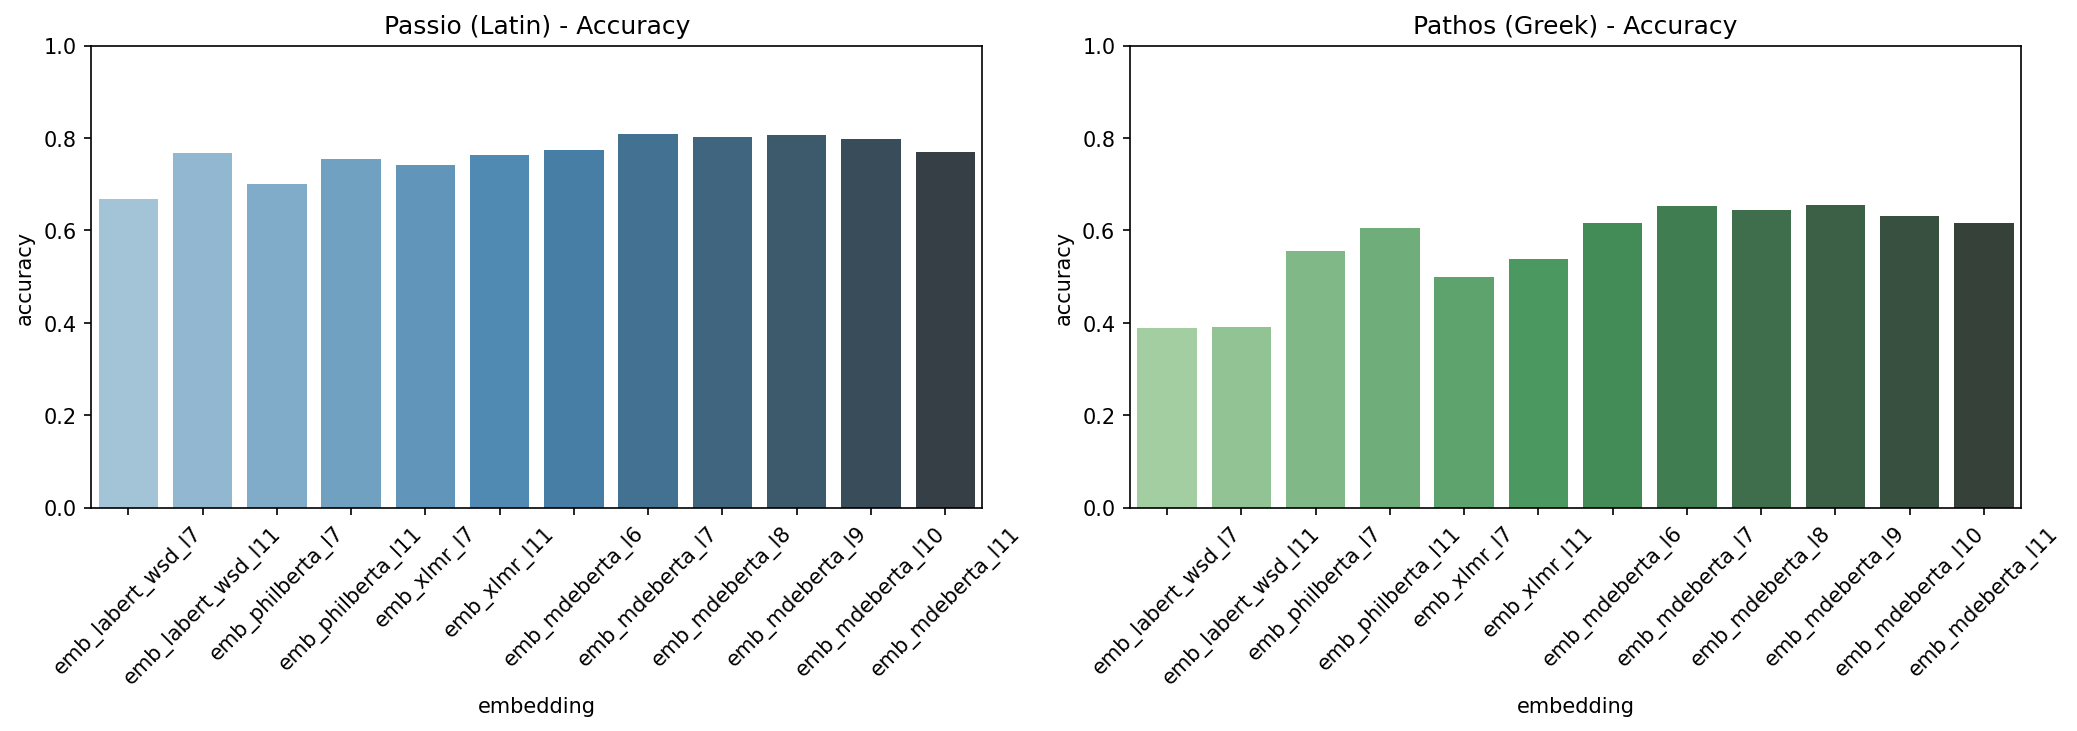 Passio (Latin) - Accuracy
accuracy
1.0
0.8
0.6
0.4
0.2
0.0
emb_labert_wsd_l7
emb_labert_wsd_l11
emb_philberta_l7
emb_philberta_l11
emb_xlmr_l7
emb_xlmr_l11
emb_mdeberta_l6
emb_mdeberta_l7
emb_mdeberta_l8
emb_mdeberta_l9
emb_mdeberta_l10
emb_mdeberta_l11
embedding
Pathos (Greek) - Accuracy
accuracy
1.0
0.8
0.6
0.4
0.2
0.0
emb_labert_wsd_l7
emb_labert_wsd_l11
emb_philberta_l7
emb_philberta_l11
emb_xlmr_l7
emb_xlmr_l11
emb_mdeberta_l6
emb_mdeberta_l7
emb_mdeberta_l8
emb_mdeberta_l9
emb_mdeberta_l10
emb_mdeberta_l11
embedding